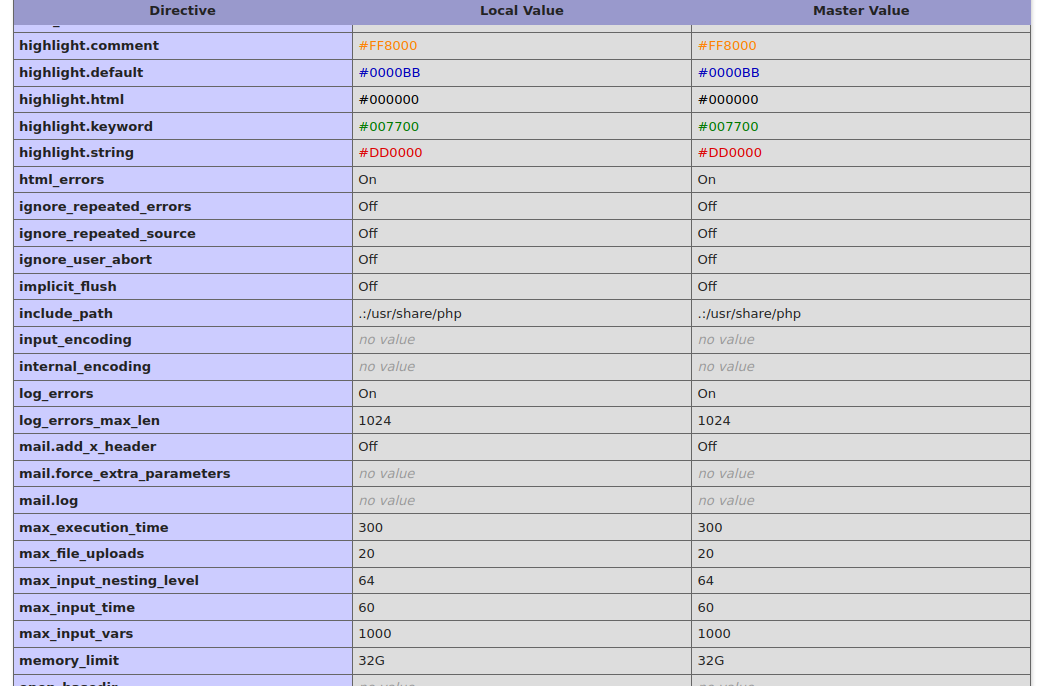 Directive Local Value Master Value
highlight.comment #FF8000 #FF8000
highlight.default #0000BB #0000BB
highlight.html #000000 #000000
highlight.keyword #007700 #007700
highlight.string #DD0000 #DD0000
html_errors On On
ignore_repeated_errors Off Off
ignore_repeated_source Off Off
ignore_user_abort Off Off
implicit_flush Off Off
include_path .:/usr/share/php .:/usr/share/php
input_encoding no value no value
internal_encoding no value no value
log_errors On On
log_errors_max_len 1024 1024
mail.add_x_header Off Off
mail.force_extra_parameters no value no value
mail.log no value no value
max_execution_time 300 300
max_file_uploads 20 20
max_input_nesting_level 64 64
max_input_time 60 60
max_input_vars 1000 1000
memory_limit 32G 32G